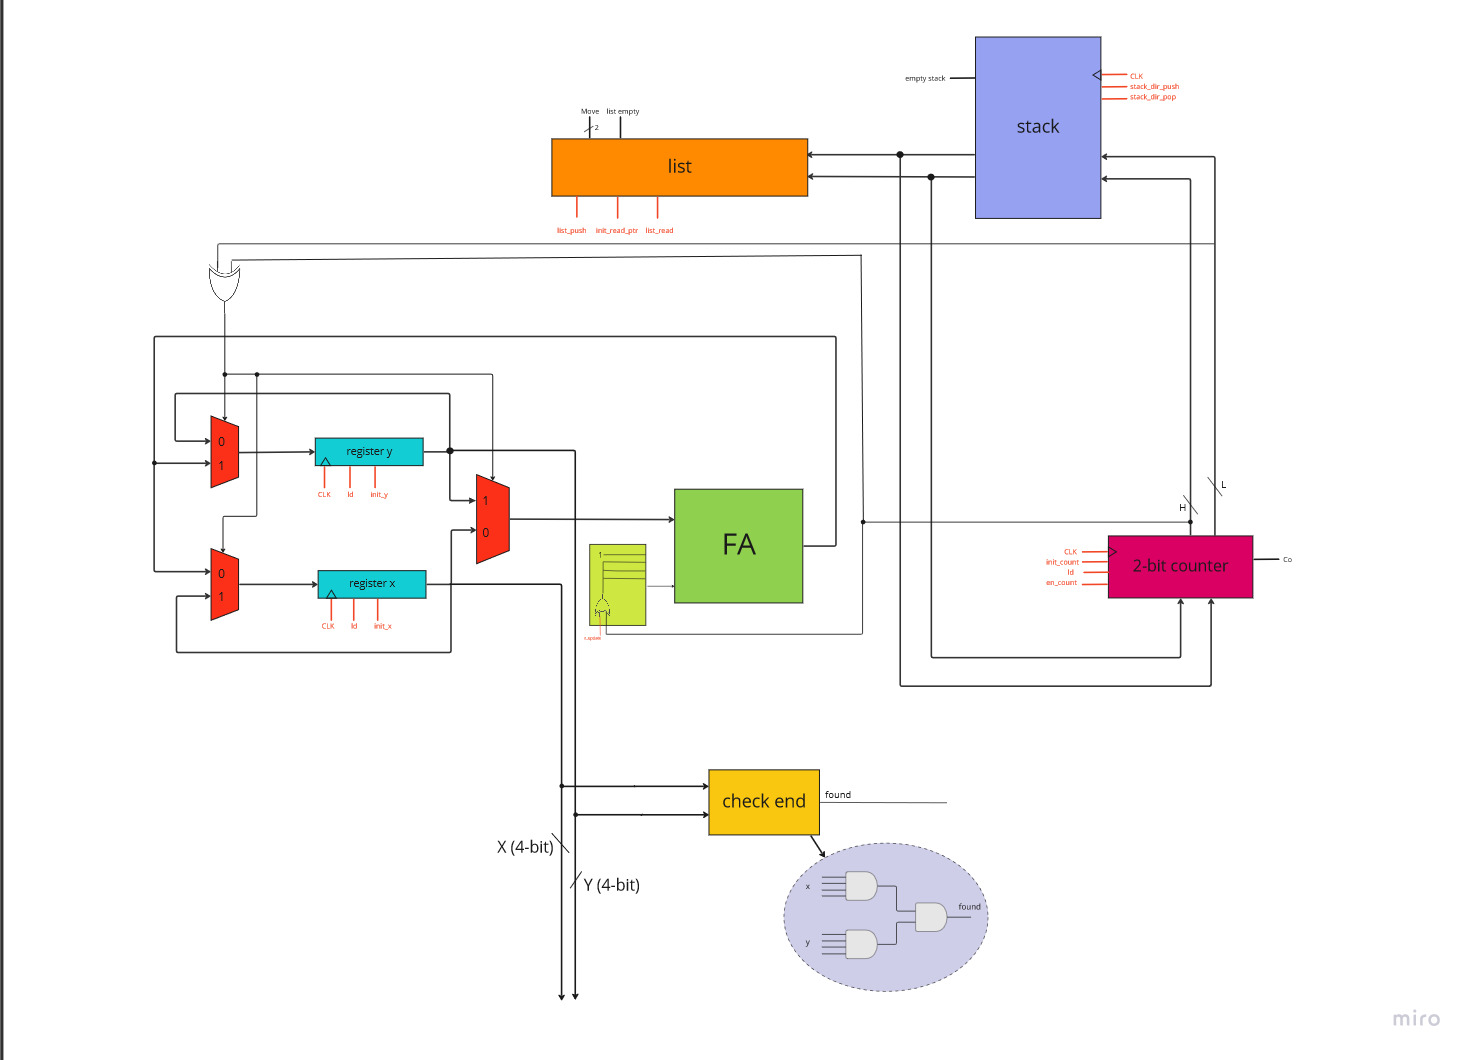 empty stack
CLK
stack_dir_push
stack_dir_pop
stack
Move
list empty
2
list
list_push
init_read_ptr
list_read
0
1
register y
CLK
ld
init_y
1
0
L
H
FA
1
CLK
init_count
ld
en_count
2-bit counter
Co
0
1
register x
CLK
ld
init_x
check end
found
X (4-bit)
Y (4-bit)
x
found
y
miro